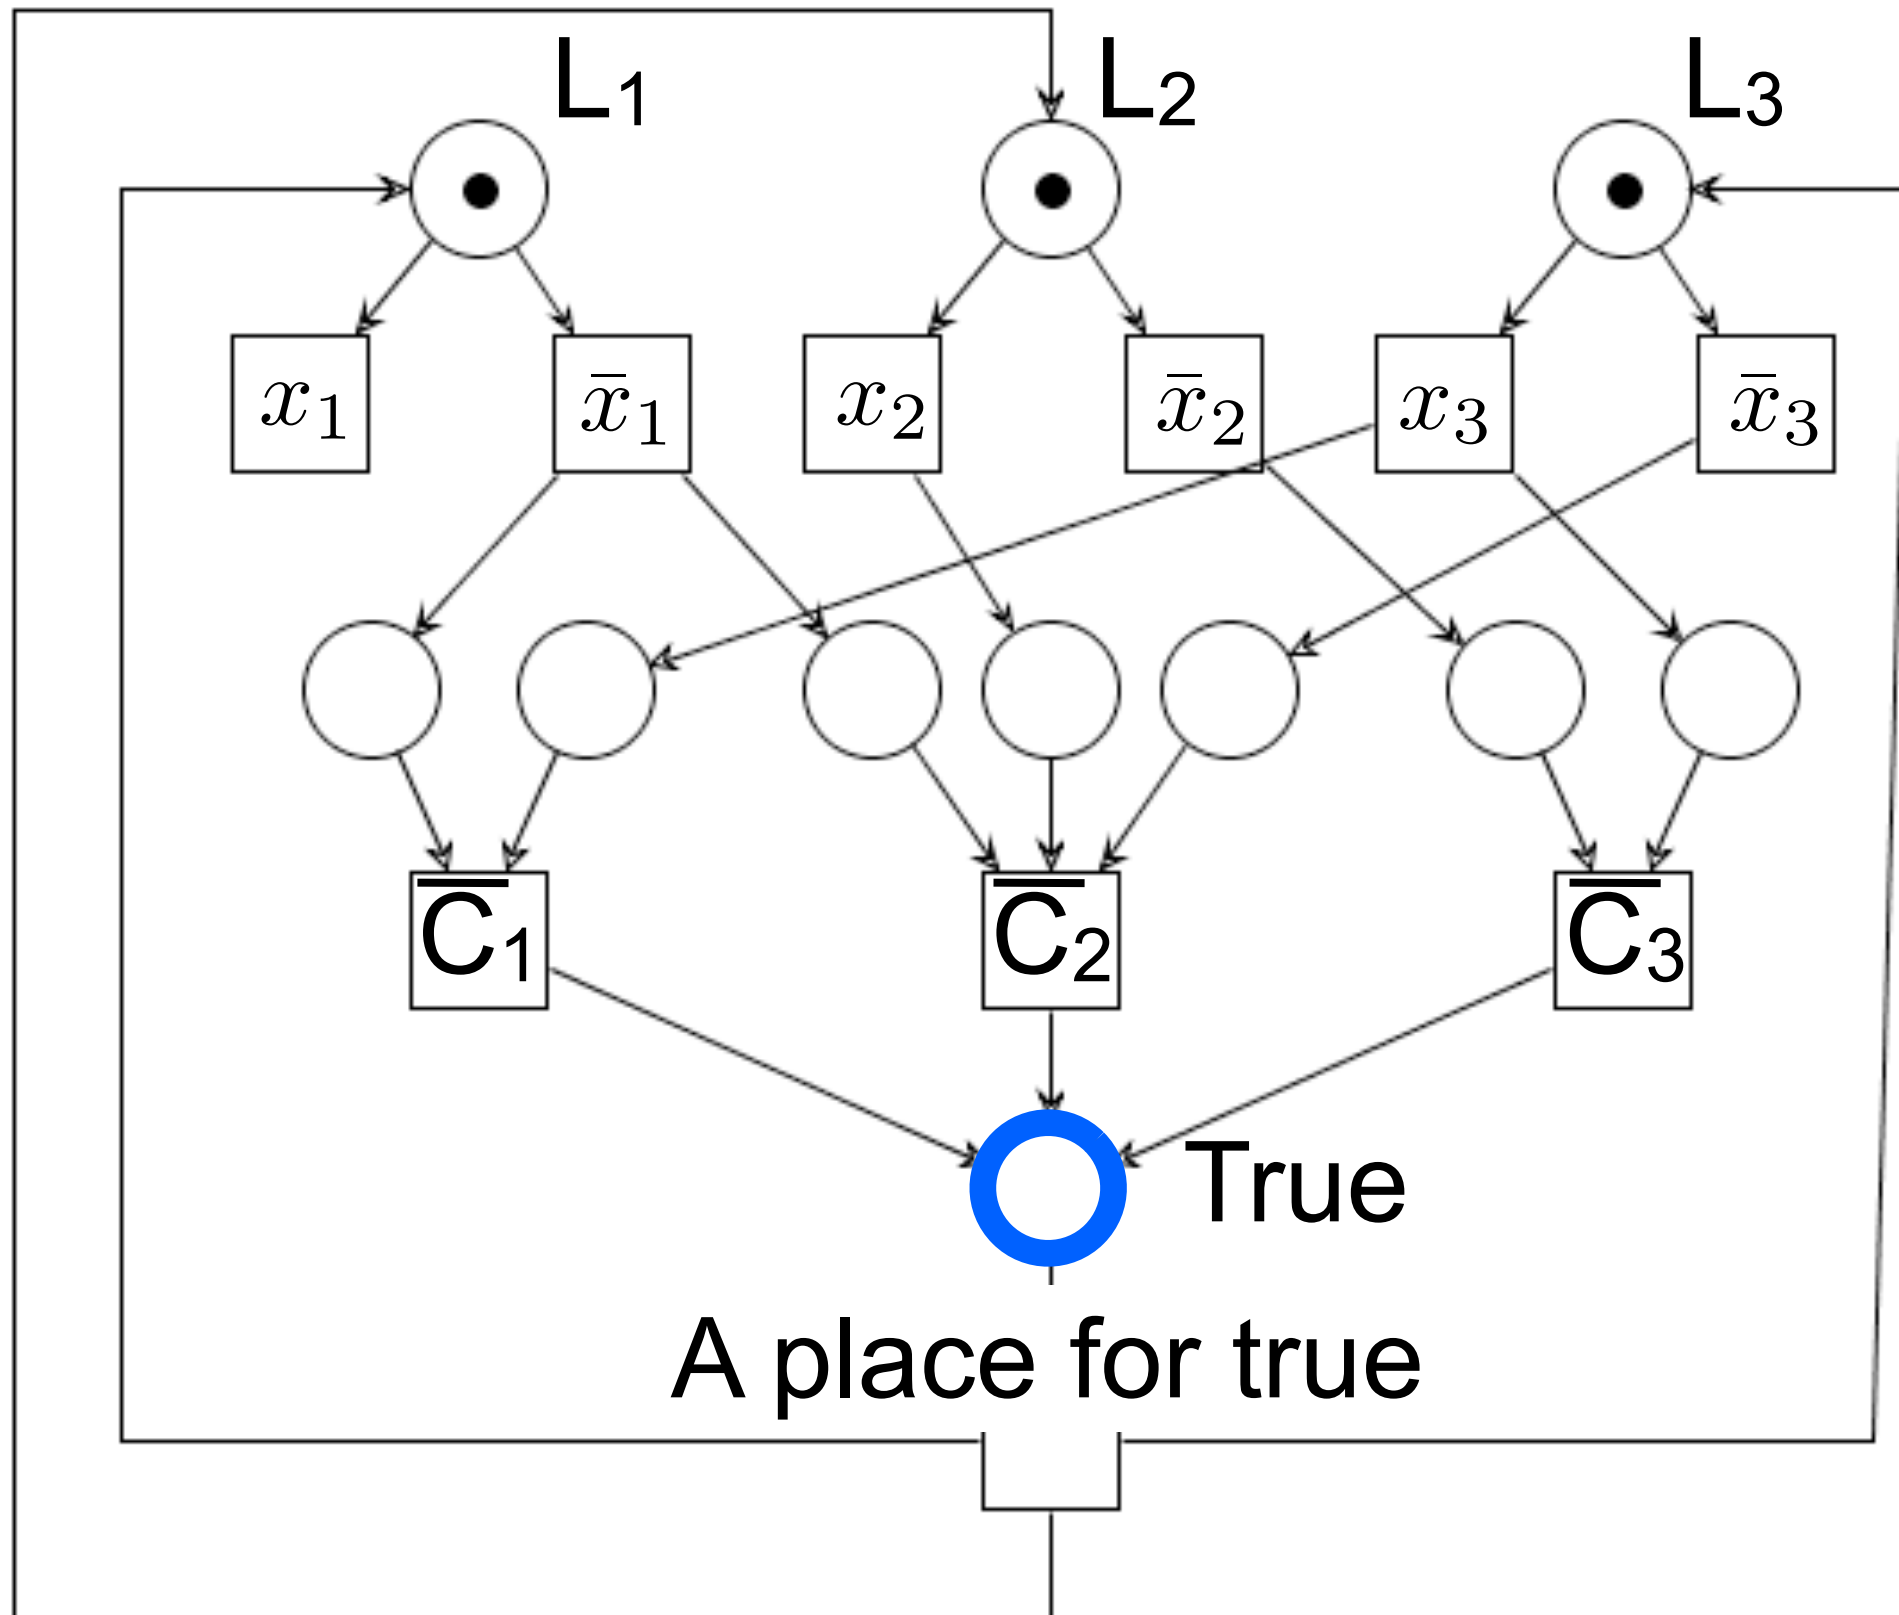 L₁ L₂ L₃
x₁ x̄₁ x₂ x̄₂ x₃ x̄₃
C̅₁ C̅₂ C̅₃
True
A place for true